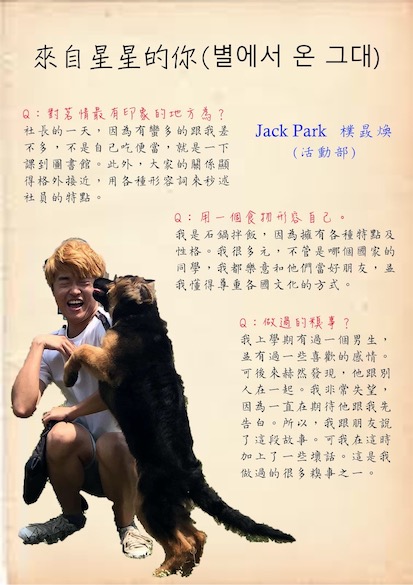 來自星星的你(별에서 온 그대)
Q：對若情最有印象的地方為？
社長的一天，因為有蠻多的跟我差
不多，不是自己吃便當，就是一下
課到圖書館。此外，大家的關係顯
得格外接近，用各種形容詞來秒述
社員的特點。
Jack Park 樸晸煥
(活動部)
Q：用一個食物形容自己。
我是石鍋拌飯，因為擁有各種特點及
性格。我很多元，不管是哪個國家的
同學，我都樂意和他們當好朋友，並
我懂得尊重各國文化的方式。
Q：做過的糗事？
我上學期有過一個男生，
並有過一些喜歡的感情。
可後來赫然發現，他跟別
人在一起。我非常失望，
因為一直在期待他跟我先
告白。所以，我跟朋友說
了這段故事。可我在這時
加上了一些壞話。這是我
做過的很多糗事之一。